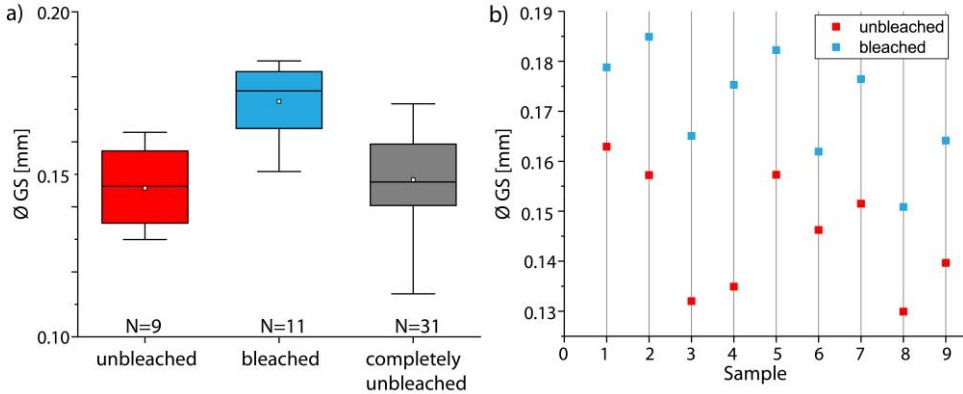 a)
0.20
0.15
0.10
Ø GS [mm]
N=9
N=11
N=31
unbleached
bleached
completely
unbleached
b)
0.19
0.18
0.17
0.16
0.15
0.14
0.13
Ø GS [mm]
unbleached
bleached
0 1 2 3 4 5 6 7 8 9
Sample